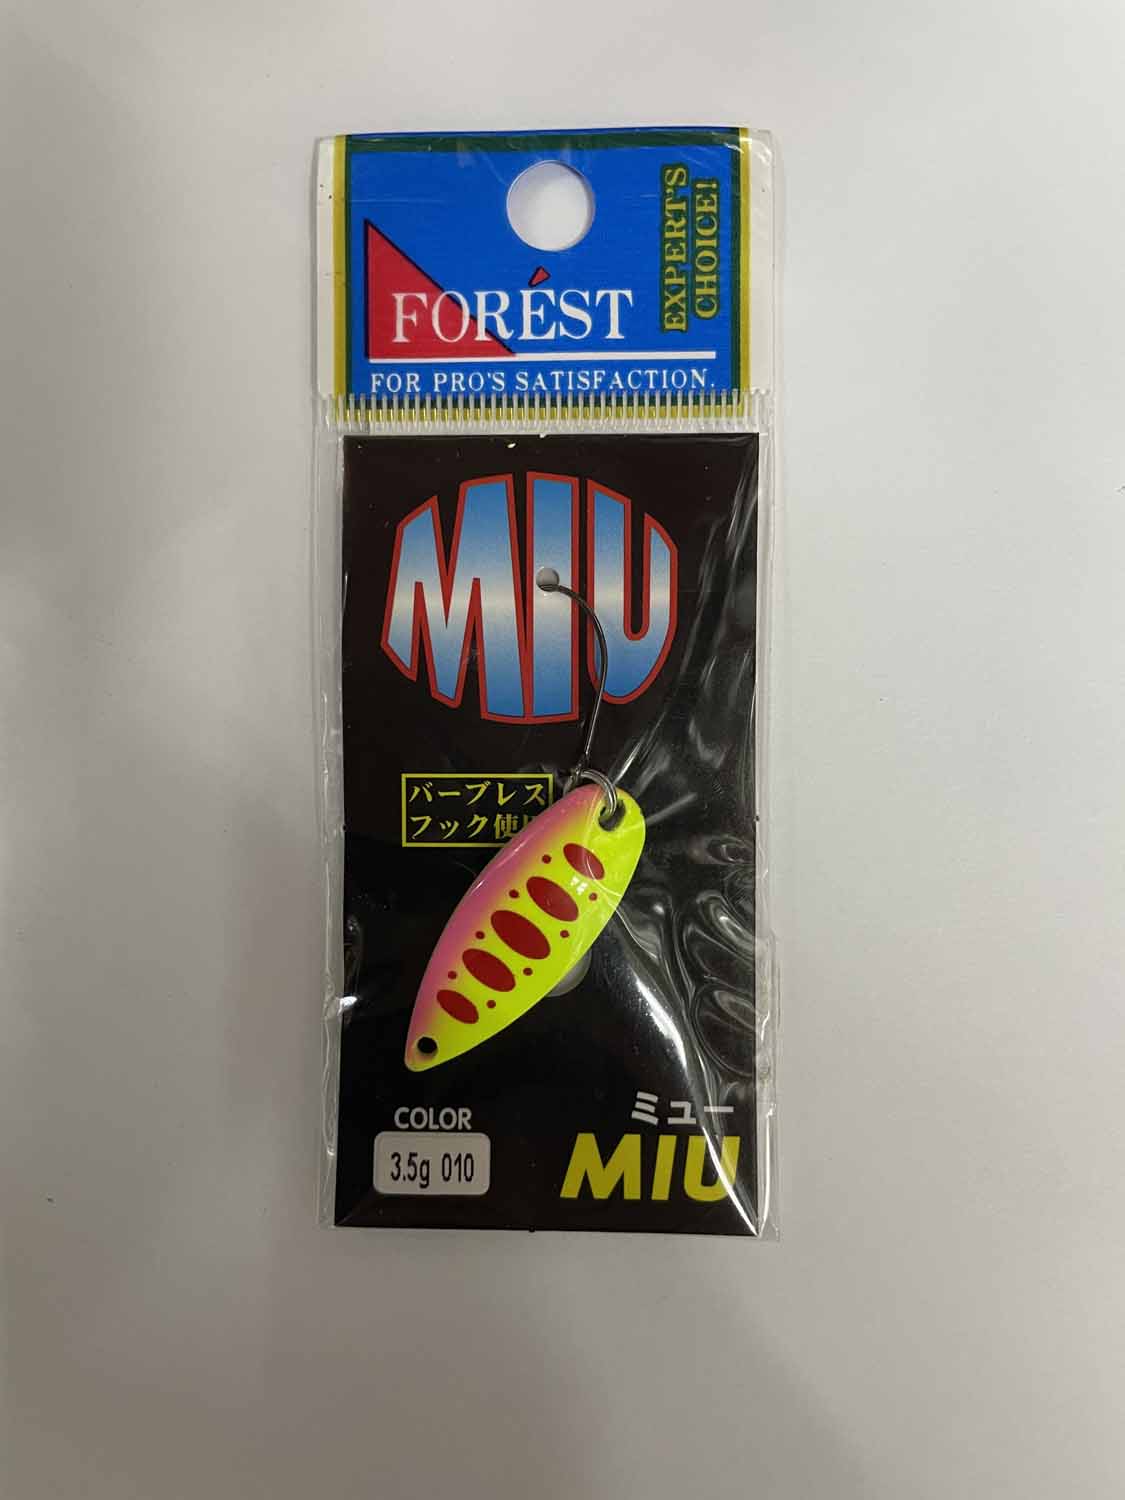 EXPERT'S
CHOICE!
FORÉST
FOR PRO'S SATISFACTION.
MIU
バーブレス
フック使
COLOR
3.5g 010
ミュー
MIU